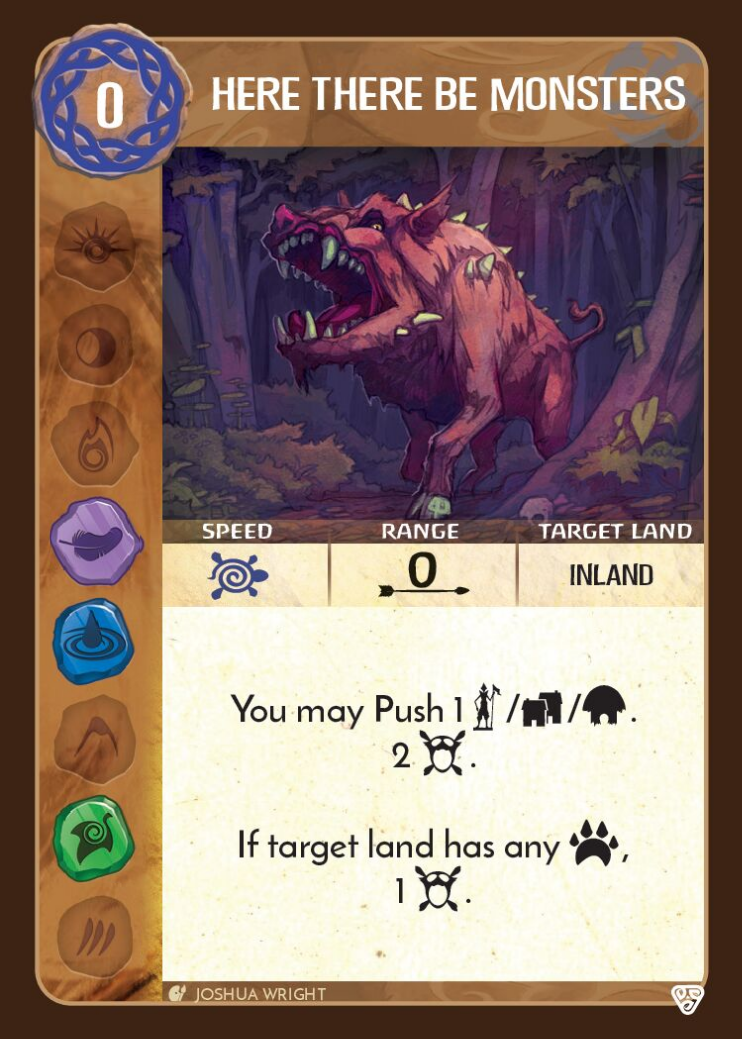 0
HERE THERE BE MONSTERS
SPEED RANGE TARGET LAND
0 INLAND
You may Push 1 / / .
2 .
If target land has any ,
1 .
JOSHUA WRIGHT